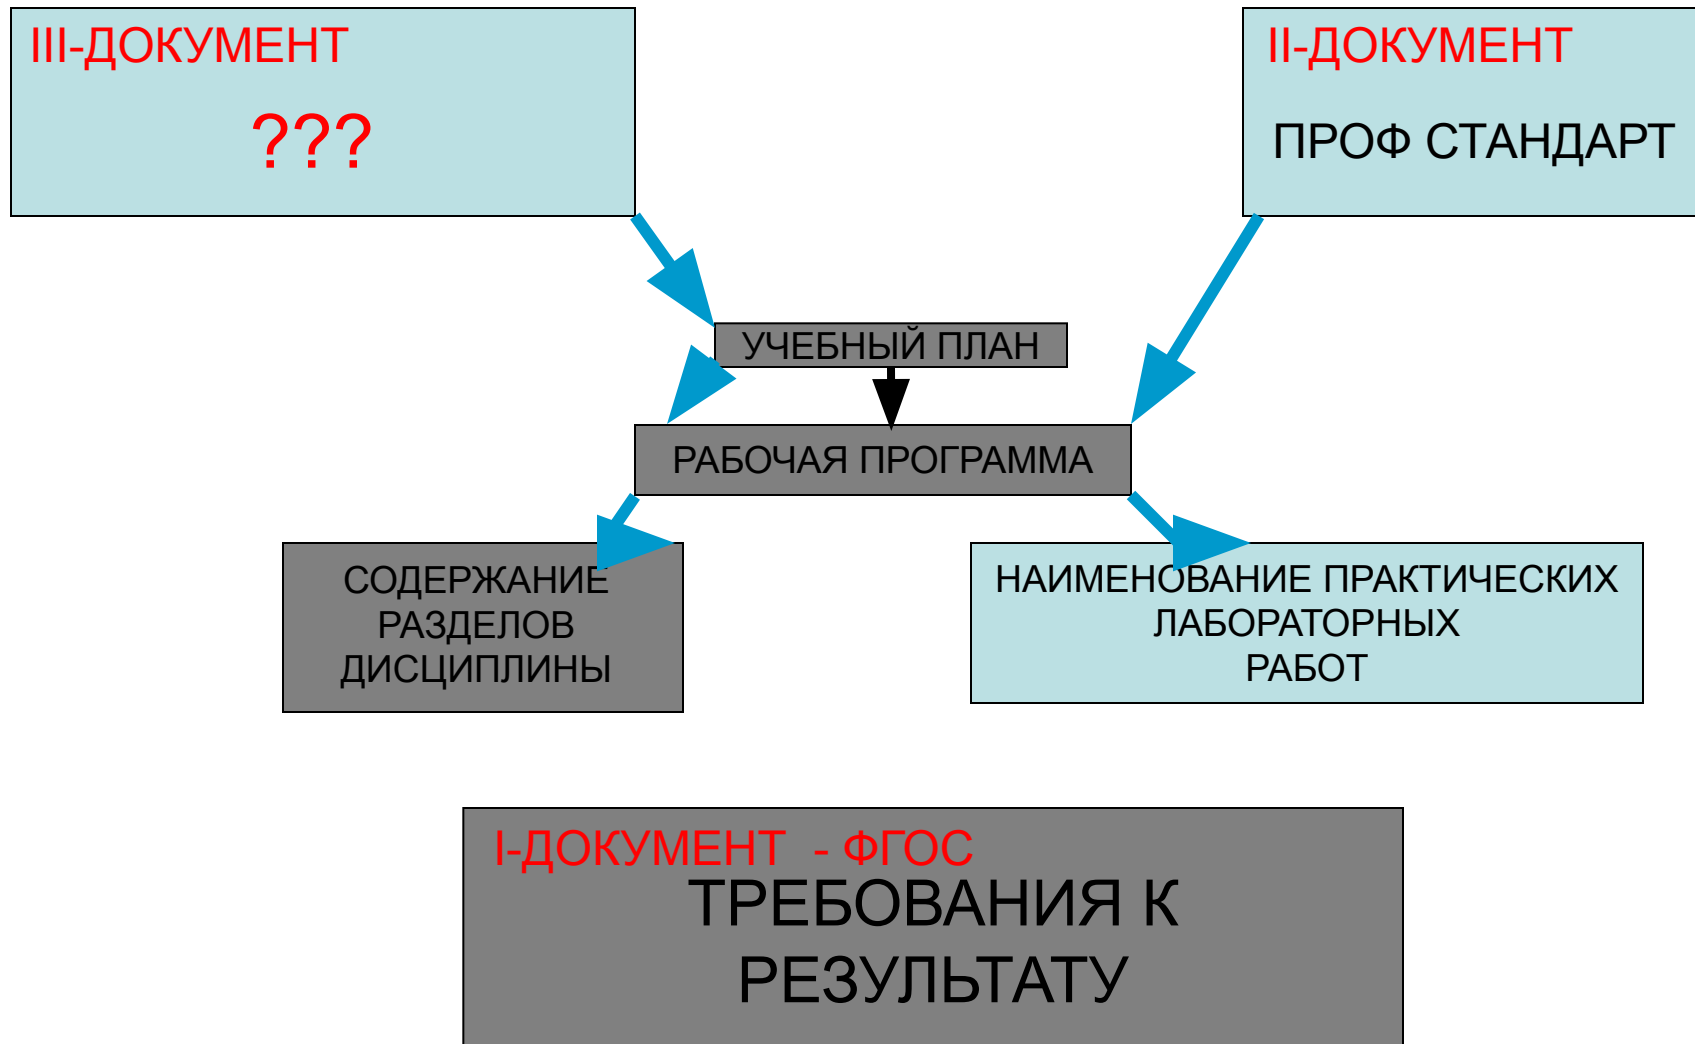 III-ДОКУМЕНТ
???
II-ДОКУМЕНТ
ПРОФ СТАНДАРТ
УЧЕБНЫЙ ПЛАН
РАБОЧАЯ ПРОГРАММА
СОДЕРЖАНИЕ
РАЗДЕЛОВ
ДИСЦИПЛИНЫ
НАИМЕНОВАНИЕ ПРАКТИЧЕСКИХ
ЛАБОРАТОРНЫХ
РАБОТ
I-ДОКУМЕНТ - ФГОС
ТРЕБОВАНИЯ К
РЕЗУЛЬТАТУ